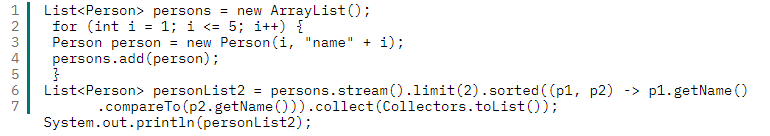 1 List<Person> persons = new ArrayList();
2 for (int i = 1; i <= 5; i++) {
3 Person person = new Person(i, "name" + i);
4 persons.add(person);
5 }
6 List<Person> personList2 = persons.stream().limit(2).sorted((p1, p2) -> p1.getName()
7 .compareTo(p2.getName())).collect(Collectors.toList());
System.out.println(personList2);